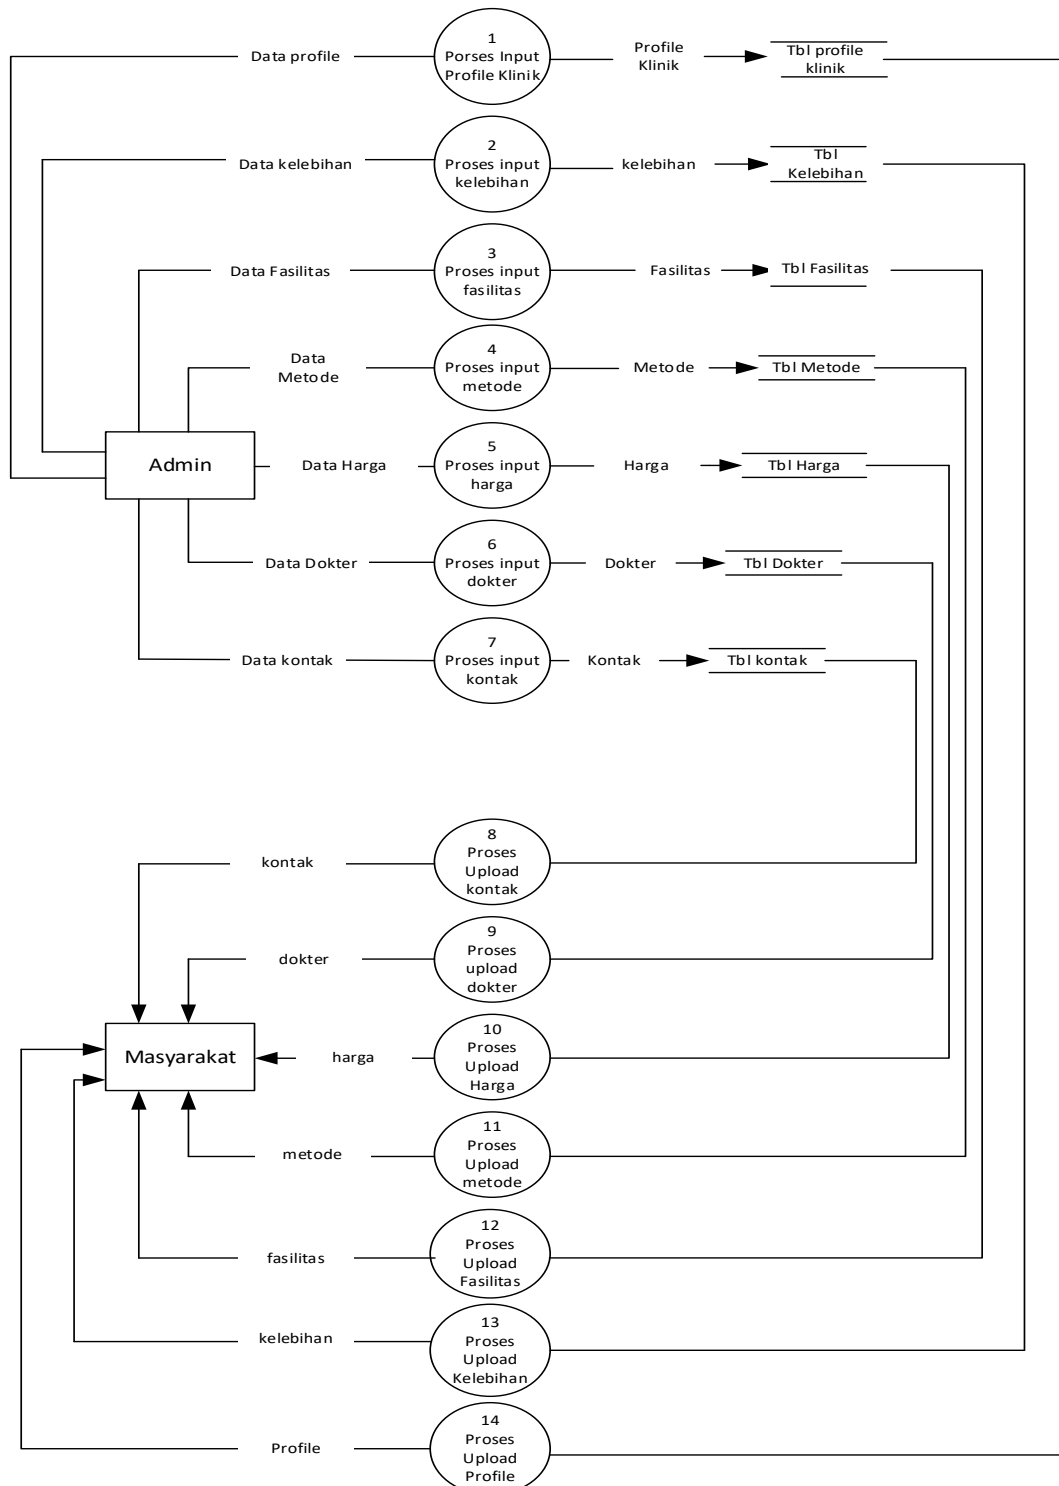 1
Porses Input
Profile Klinik
Data profile
Profile
Klinik
Tbl profile
klinik
2
Proses input
kelebihan
Data kelebihan
kelebihan
Tbl
Kelebihan
3
Proses input
fasilitas
Data Fasilitas
Fasilitas
Tbl Fasilitas
4
Proses input
metode
Data
Metode
Metode
Tbl Metode
Admin
5
Proses input
harga
Data Harga
Harga
Tbl Harga
6
Proses input
dokter
Data Dokter
Dokter
Tbl Dokter
7
Proses input
kontak
Data kontak
Kontak
Tbl kontak
8
Proses
Upload
kontak
kontak
9
Proses
upload
dokter
dokter
Masyarakat
harga
10
Proses
Upload
Harga
metode
11
Proses
Upload
metode
fasilitas
12
Proses
Upload
Fasilitas
kelebihan
13
Proses
Upload
Kelebihan
Profile
14
Proses
Upload
Profile